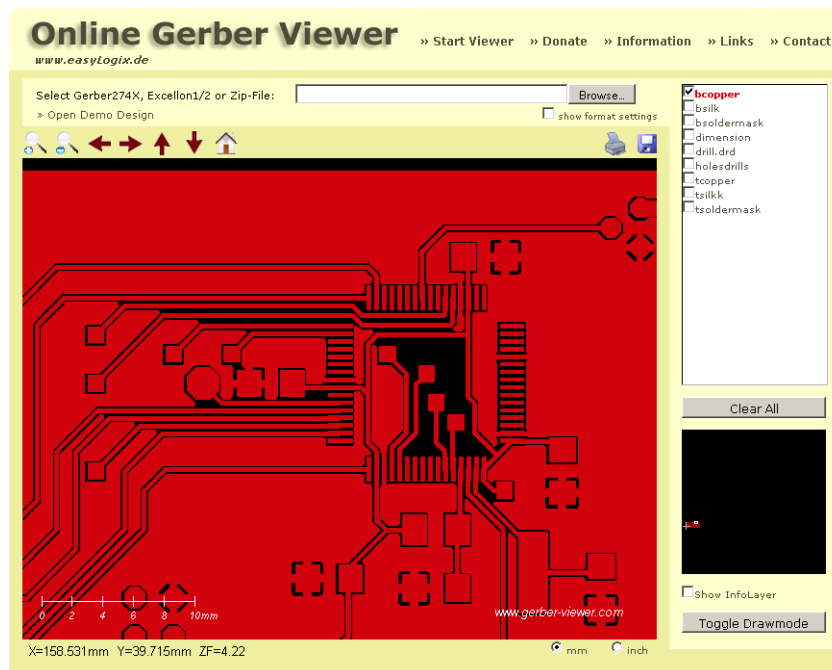 Online Gerber Viewer
» Start Viewer » Donate » Information » Links » Contact
www.easyLogix.de
Select Gerber274X, Excellon1/2 or Zip-File: Browse...
» Open Demo Design
show format settings
bcopper
bsilk
bsoldermask
dimension
drill.drd
holesdrills
tcopper
tsilkk
tsoldermask
Clear All
Show InfoLayer
Toggle Drawmode
0 2 4 6 8 10mm
www.gerber-viewer.com
X=158.531mm Y=39.715mm ZF=4.22
mm inch